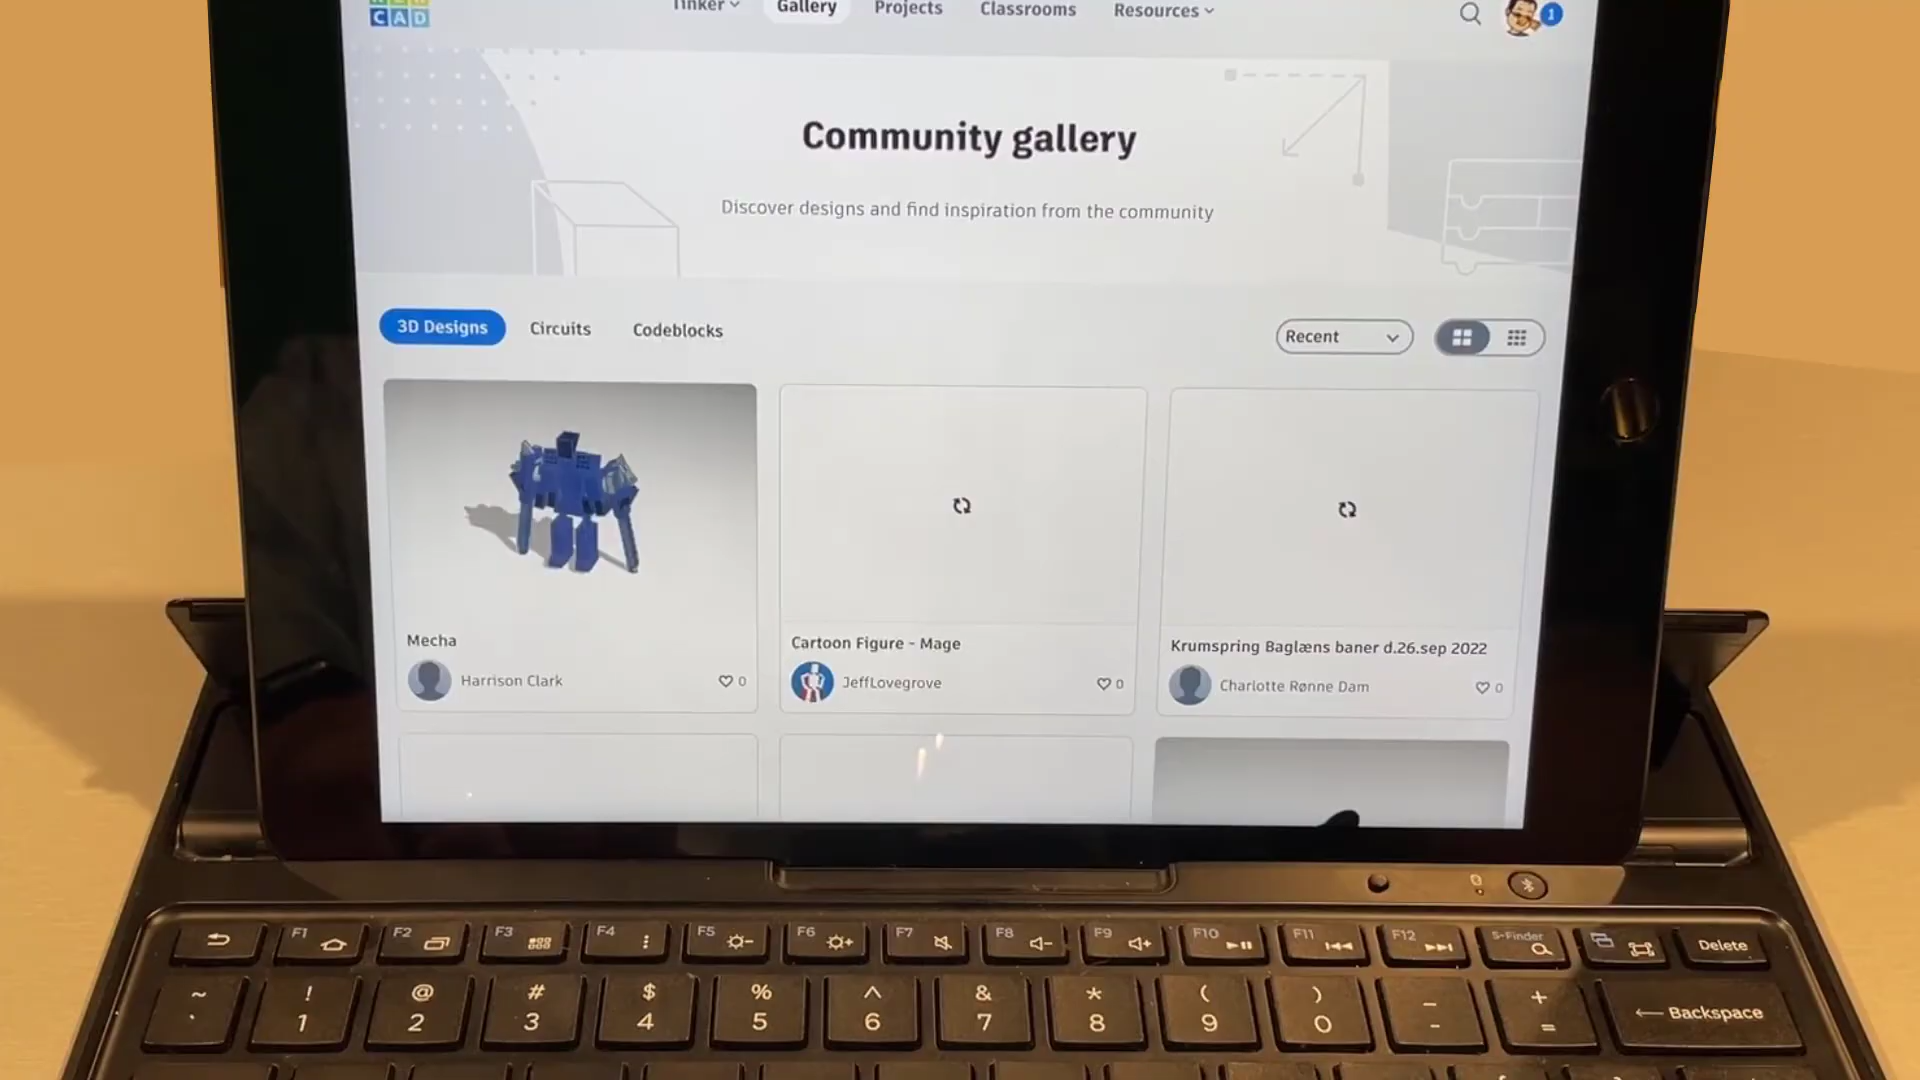 CAD
Tinker
Gallery
Projects
Classrooms
Resources
1
Community gallery
Discover designs and find inspiration from the community
3D Designs
Circuits
Codeblocks
Recent
Mecha
Harrison Clark
0
Cartoon Figure - Mage
JeffLovegrove
0
Krumspring Baglæns baner d.26.sep 2022
Charlotte Rønne Dam
0
F1 F2 F3 F4 F5 F6 F7 F8 F9 F10 F11 F12 S-Finder Delete
~ ! @ # $ % ^ & * ( ) _ +
` 1 2 3 4 5 6 7 8 9 0 - = Backspace